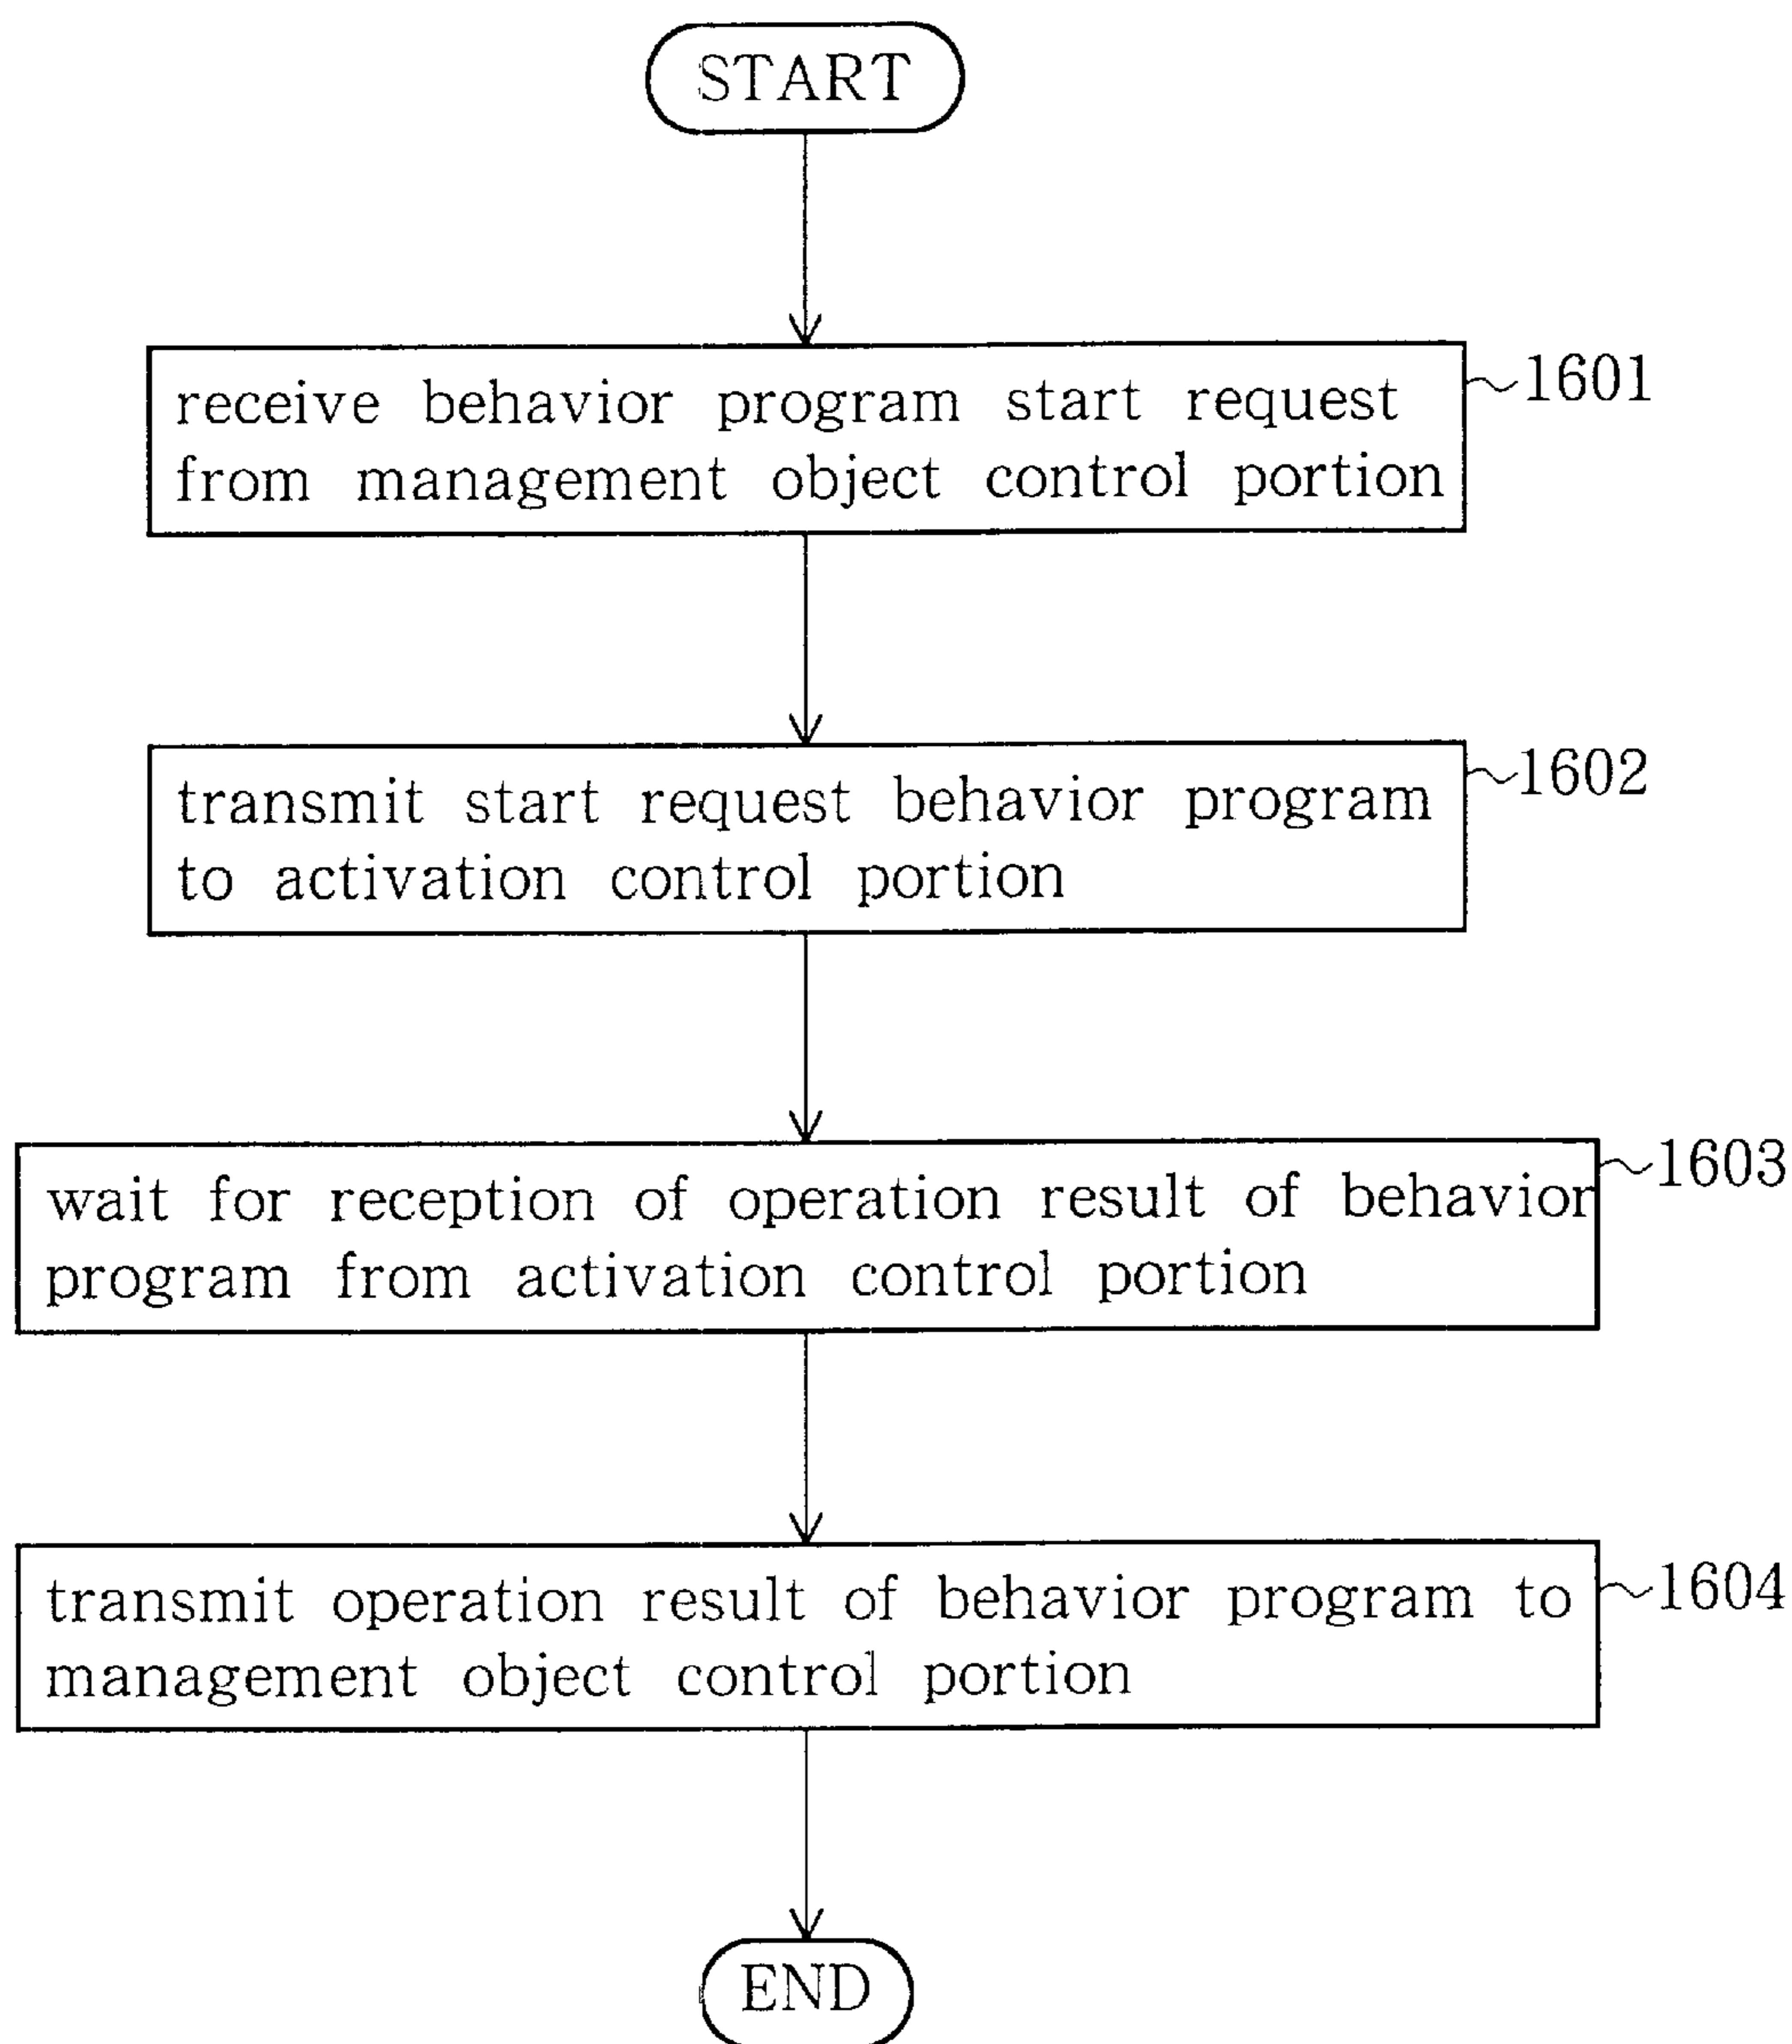 START
receive behavior program start request
from management object control portion
1601
transmit start request behavior program
to activation control portion
1602
wait for reception of operation result of behavior
program from activation control portion
1603
transmit operation result of behavior program to
management object control portion
1604
END